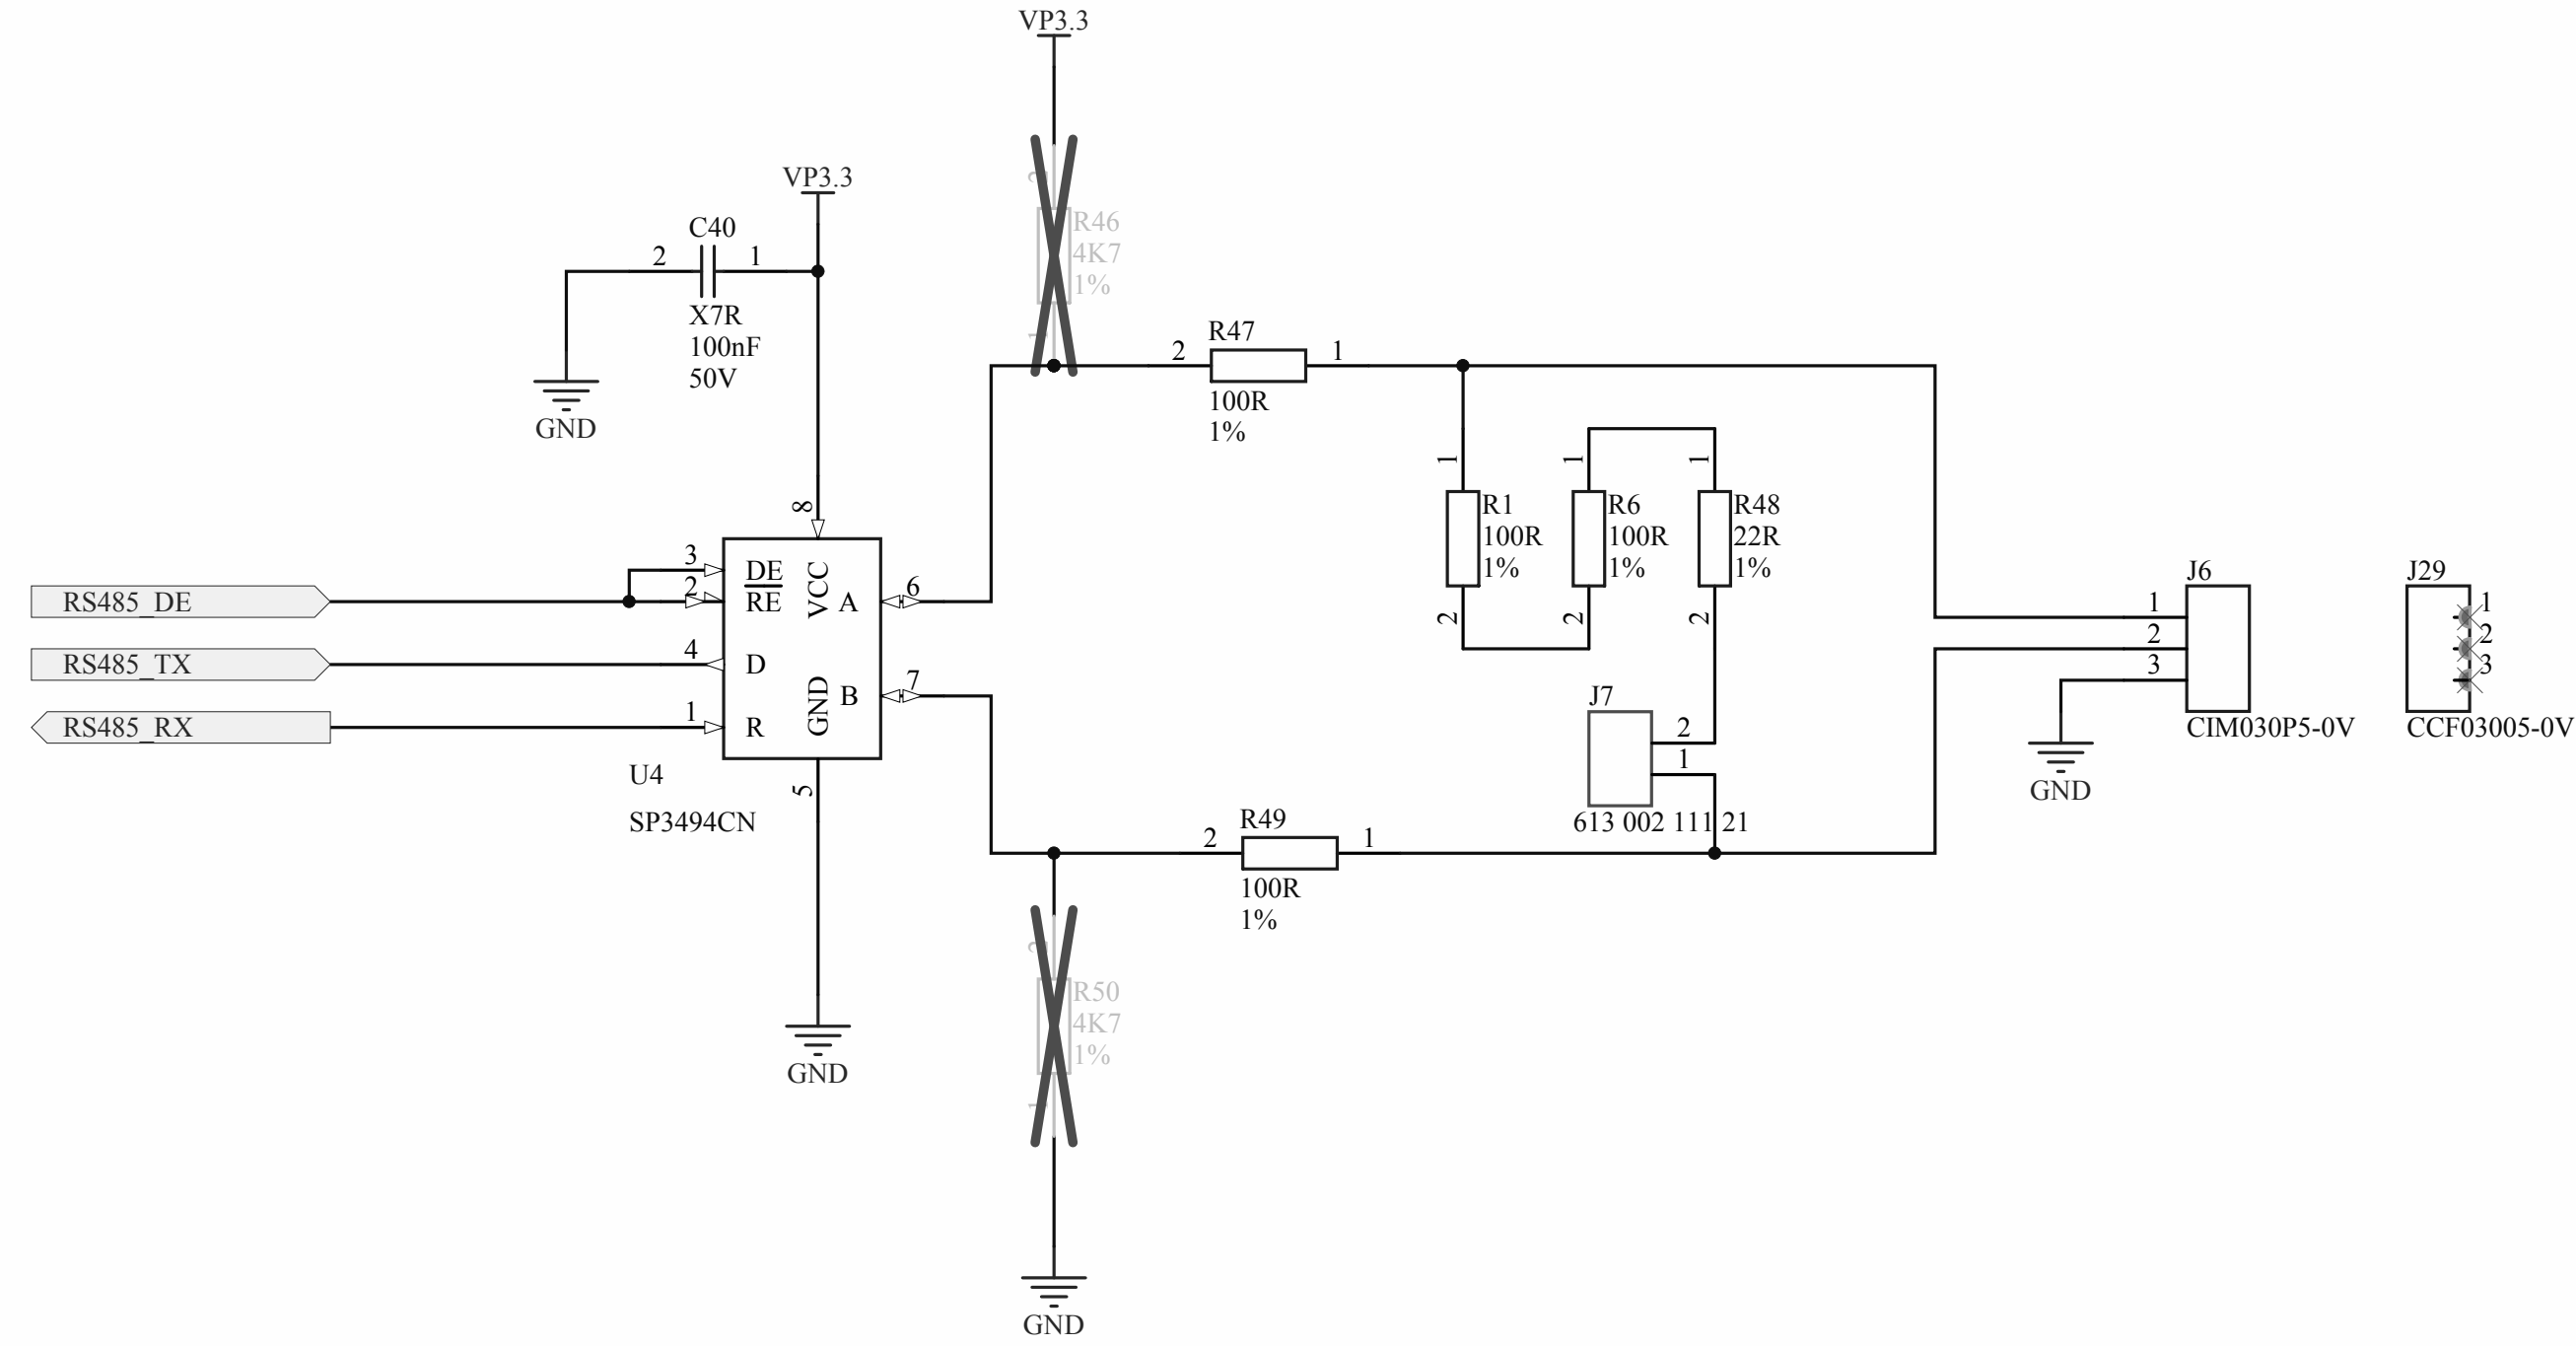 VP3.3
VP3.3
C40
2
1
X7R
100nF
50V
GND
2
R46
4K7
1%
1
R47
2
1
100R
1%
8
3
2
4
1
RS485_DE
RS485_TX
RS485_RX
DE
RE
D
R
VCC
GND
A
B
6
7
5
U4
SP3494CN
GND
1
R1
100R
1%
2
1
R6
100R
1%
2
1
R48
22R
1%
2
J7
2
1
613 002 111 21
R49
2
1
100R
1%
2
R50
4K7
1%
1
GND
J6
1
2
3
CIM030P5-0V
GND
J29
1
2
3
CCF03005-0V